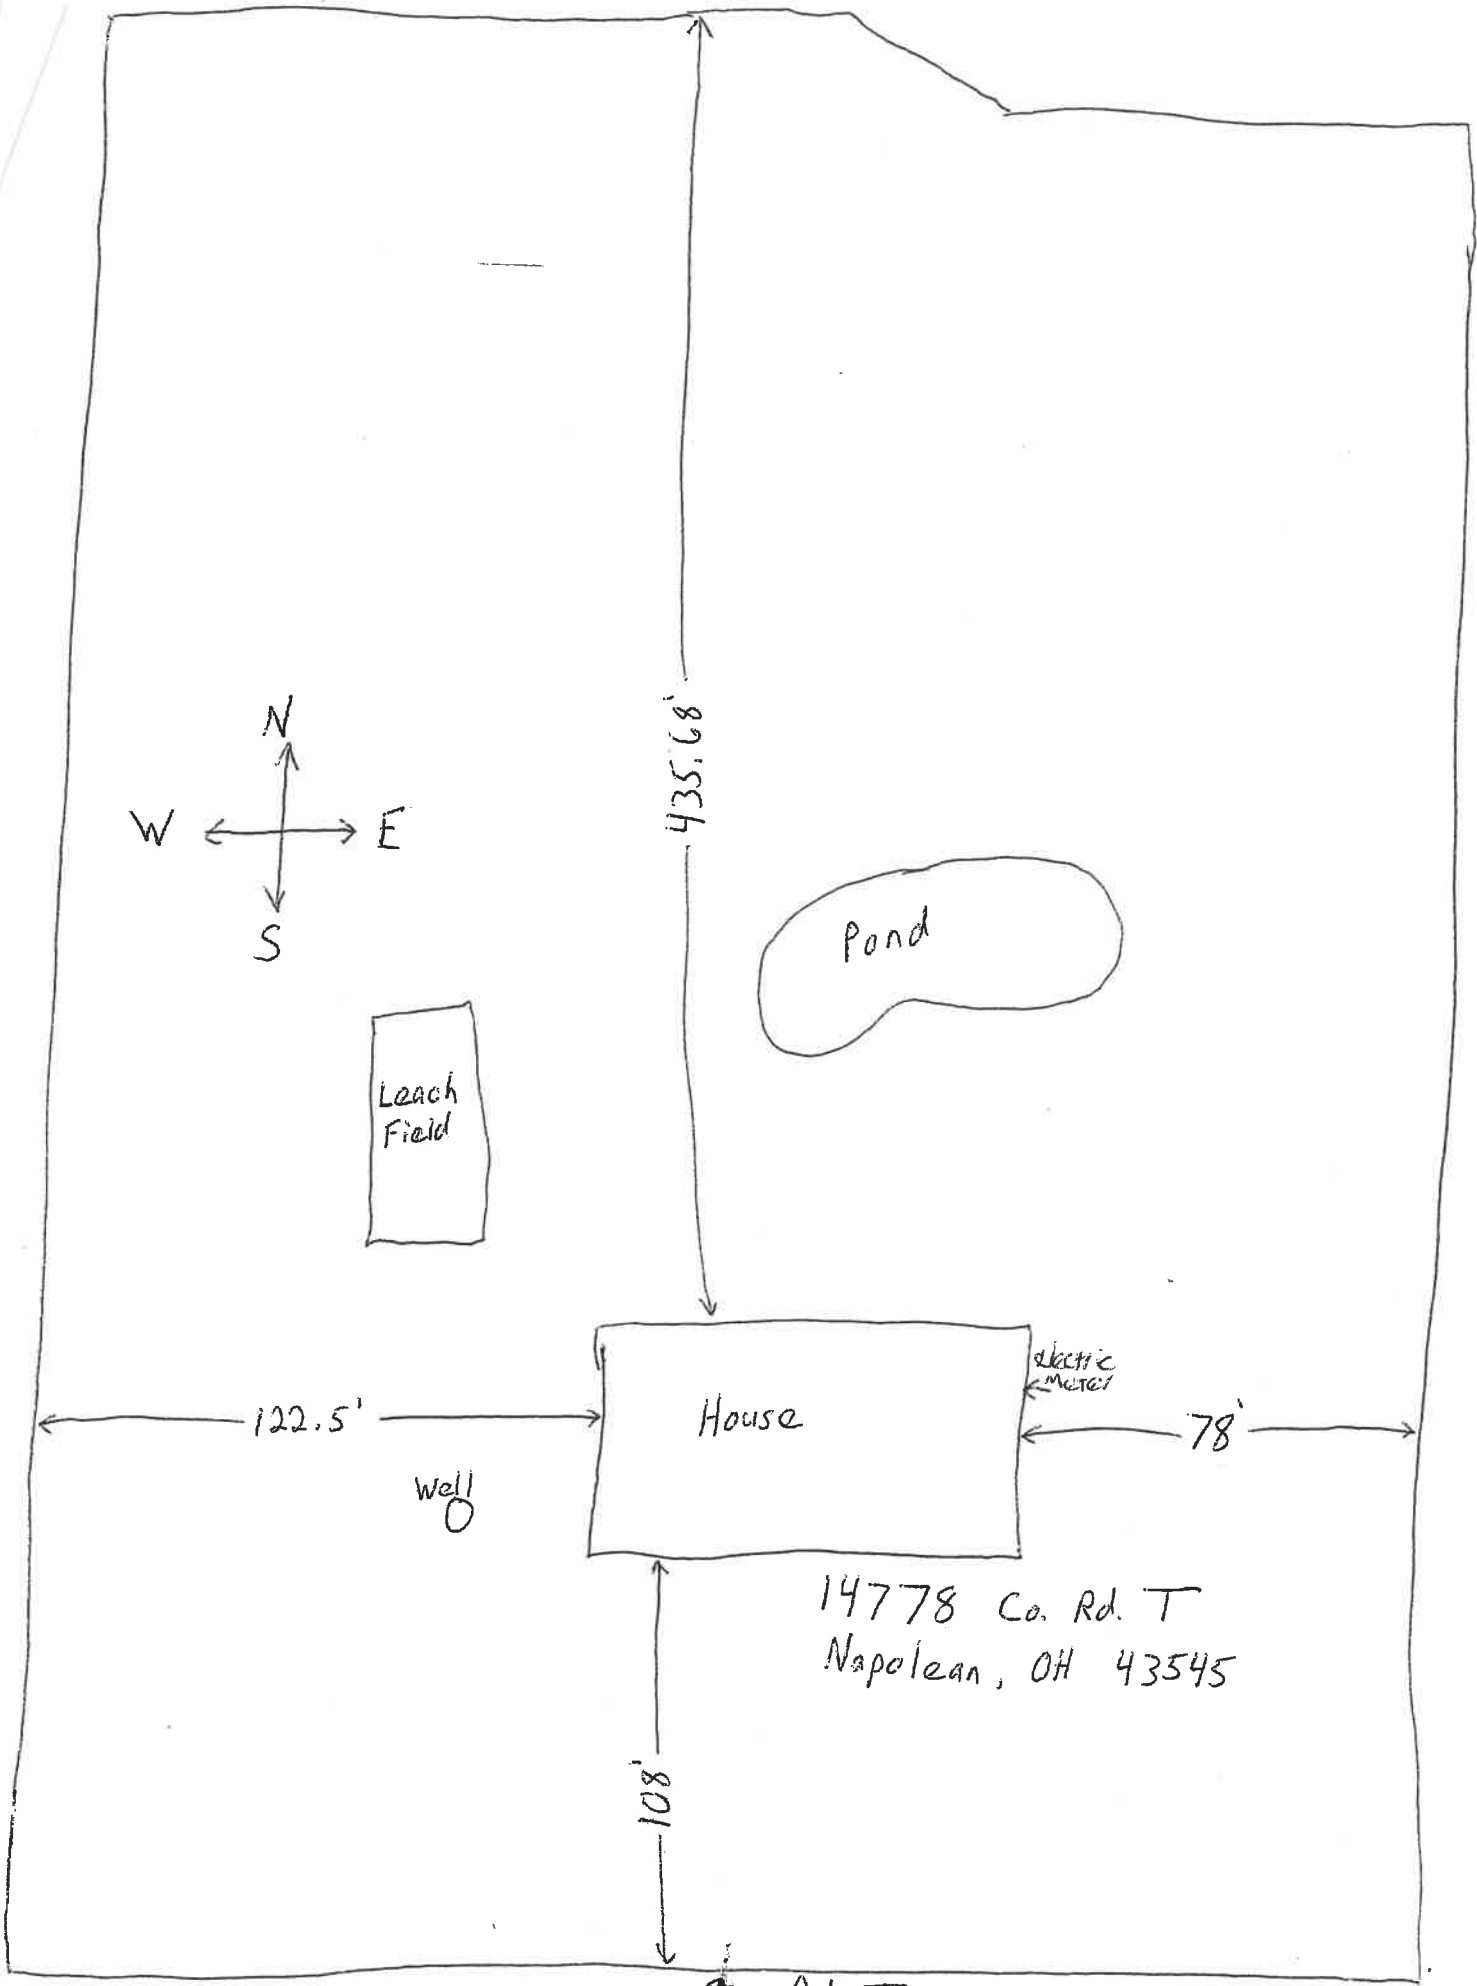 N
435.68'
W
E
S
Pond
Leach
Field
Electric
Meter
122.5'
House
78'
Well
14778 Co. Rd. T
Napolean, OH 43545
108'